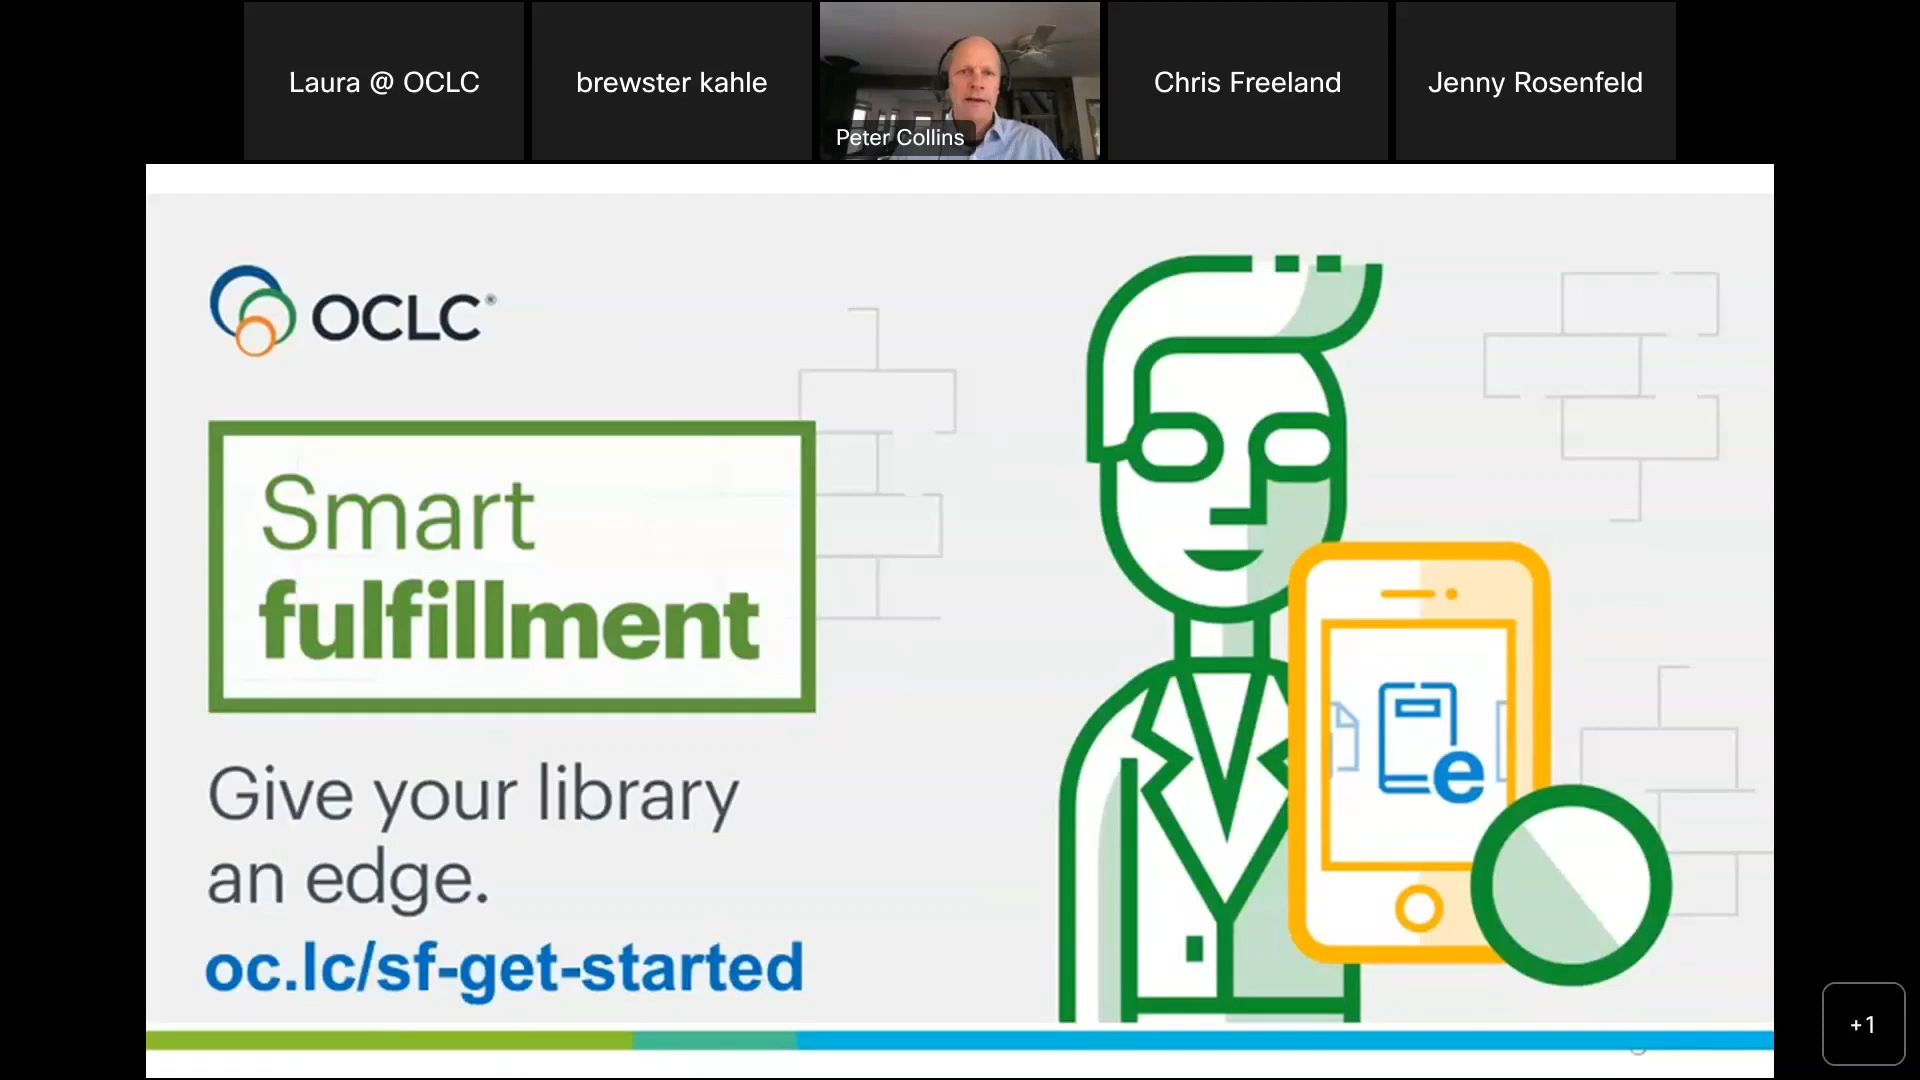 Laura @ OCLC
brewster kahle
Peter Collins
Chris Freeland
Jenny Rosenfeld
OCLC®
Smart
fulfillment
Give your library
an edge.
oc.lc/sf-get-started
e
+1